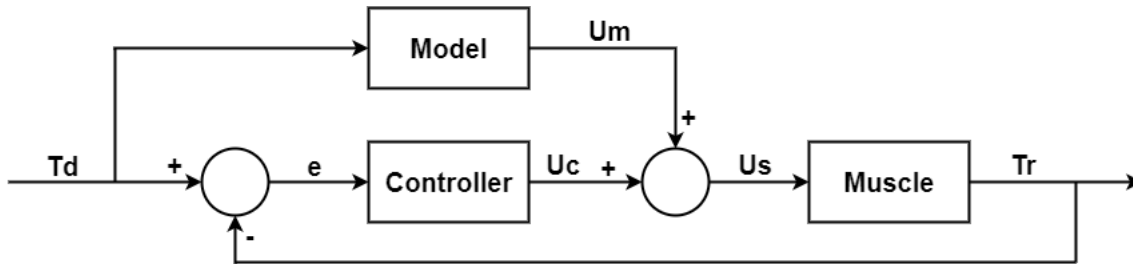 Model
Um
+
Td
+
e
Controller
Uc
+
Us
Muscle
Tr
-